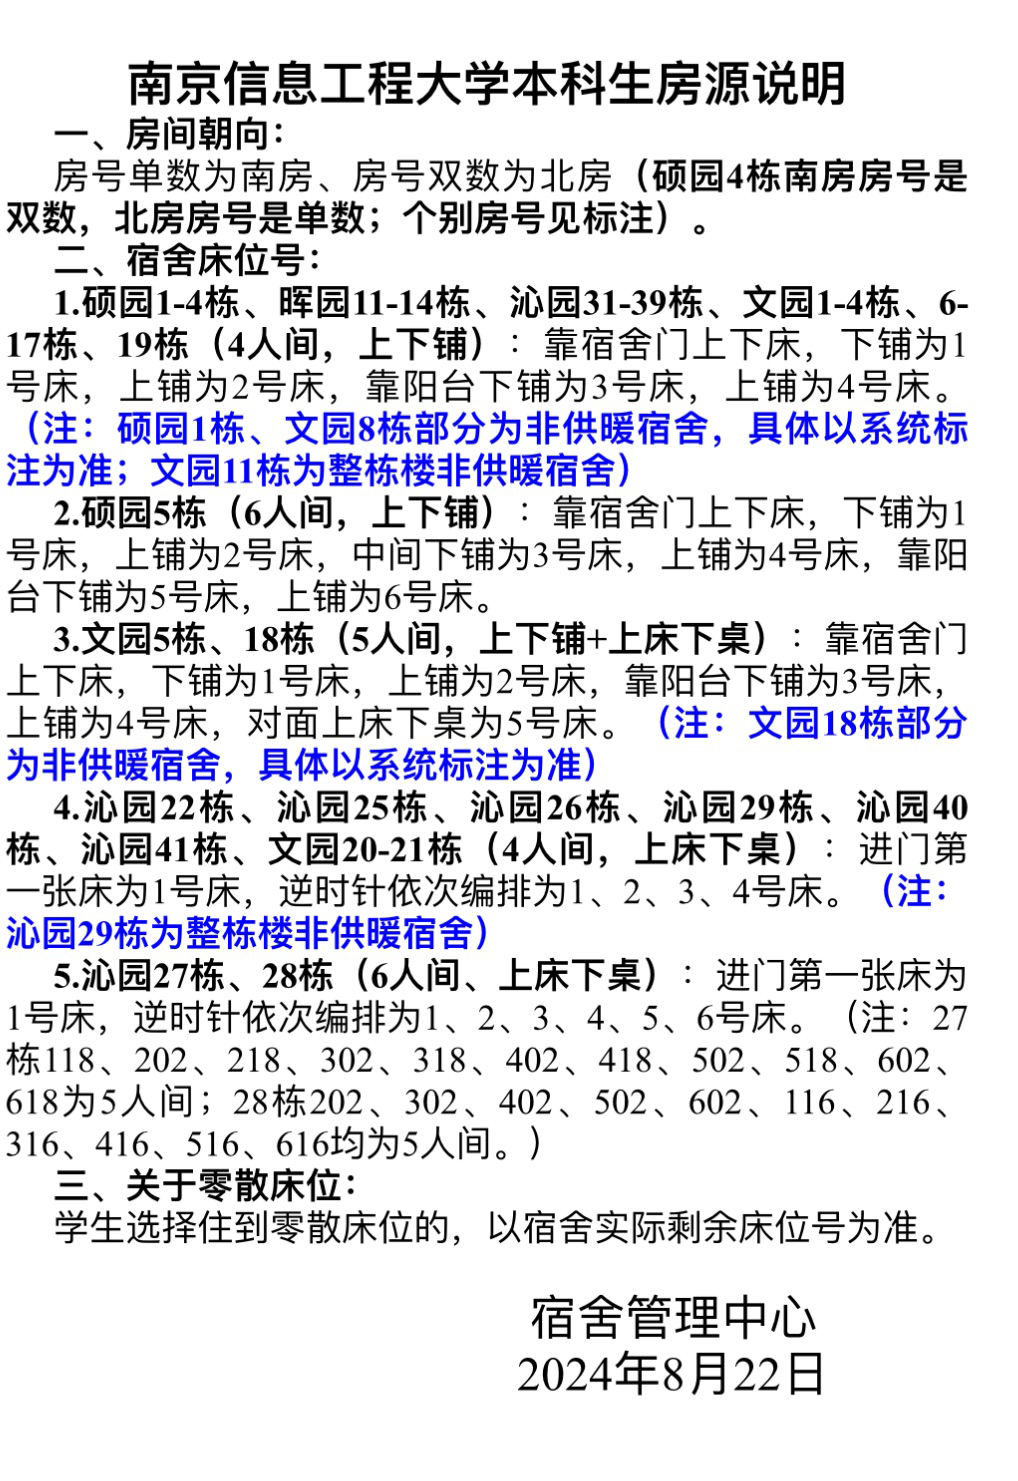 南京信息工程大学本科生房源说明
一、房间朝向：
房号单数为南房、房号双数为北房（硕园4栋南房房号是
双数，北房房号是单数；个别房号见标注）。
二、宿舍床位号：
1.硕园1-4栋、晖园11-14栋、沁园31-39栋、文园1-4栋、6-
17栋、19栋（4人间，上下铺）：靠宿舍门上下床，下铺为1
号床，上铺为2号床，靠阳台下铺为3号床，上铺为4号床。
（注：硕园1栋、文园8栋部分为非供暖宿舍，具体以系统标
注为准；文园11栋为整栋楼非供暖宿舍）
2.硕园5栋（6人间，上下铺）：靠宿舍门上下床，下铺为1
号床，上铺为2号床，中间下铺为3号床，上铺为4号床，靠阳
台下铺为5号床，上铺为6号床。
3.文园5栋、18栋（5人间，上下铺+上床下桌）：靠宿舍门
上下床，下铺为1号床，上铺为2号床，靠阳台下铺为3号床，
上铺为4号床，对面上床下桌为5号床。（注：文园18栋部分
为非供暖宿舍，具体以系统标注为准）
4.沁园22栋、沁园25栋、沁园26栋、沁园29栋、沁园40
栋、沁园41栋、文园20-21栋（4人间，上床下桌）：进门第
一张床为1号床，逆时针依次编排为1、2、3、4号床。（注：
沁园29栋为整栋楼非供暖宿舍）
5.沁园27栋、28栋（6人间、上床下桌）：进门第一张床为
1号床，逆时针依次编排为1、2、3、4、5、6号床。（注：27
栋118、202、218、302、318、402、418、502、518、602、
618为5人间；28栋202、302、402、502、602、116、216、
316、416、516、616均为5人间。）
三、关于零散床位：
学生选择住到零散床位的，以宿舍实际剩余床位号为准。
宿舍管理中心
2024年8月22日